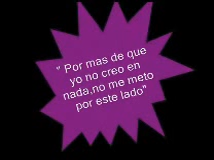 " Por mas de que
yo no creo en
nada,no me meto
por este lado"